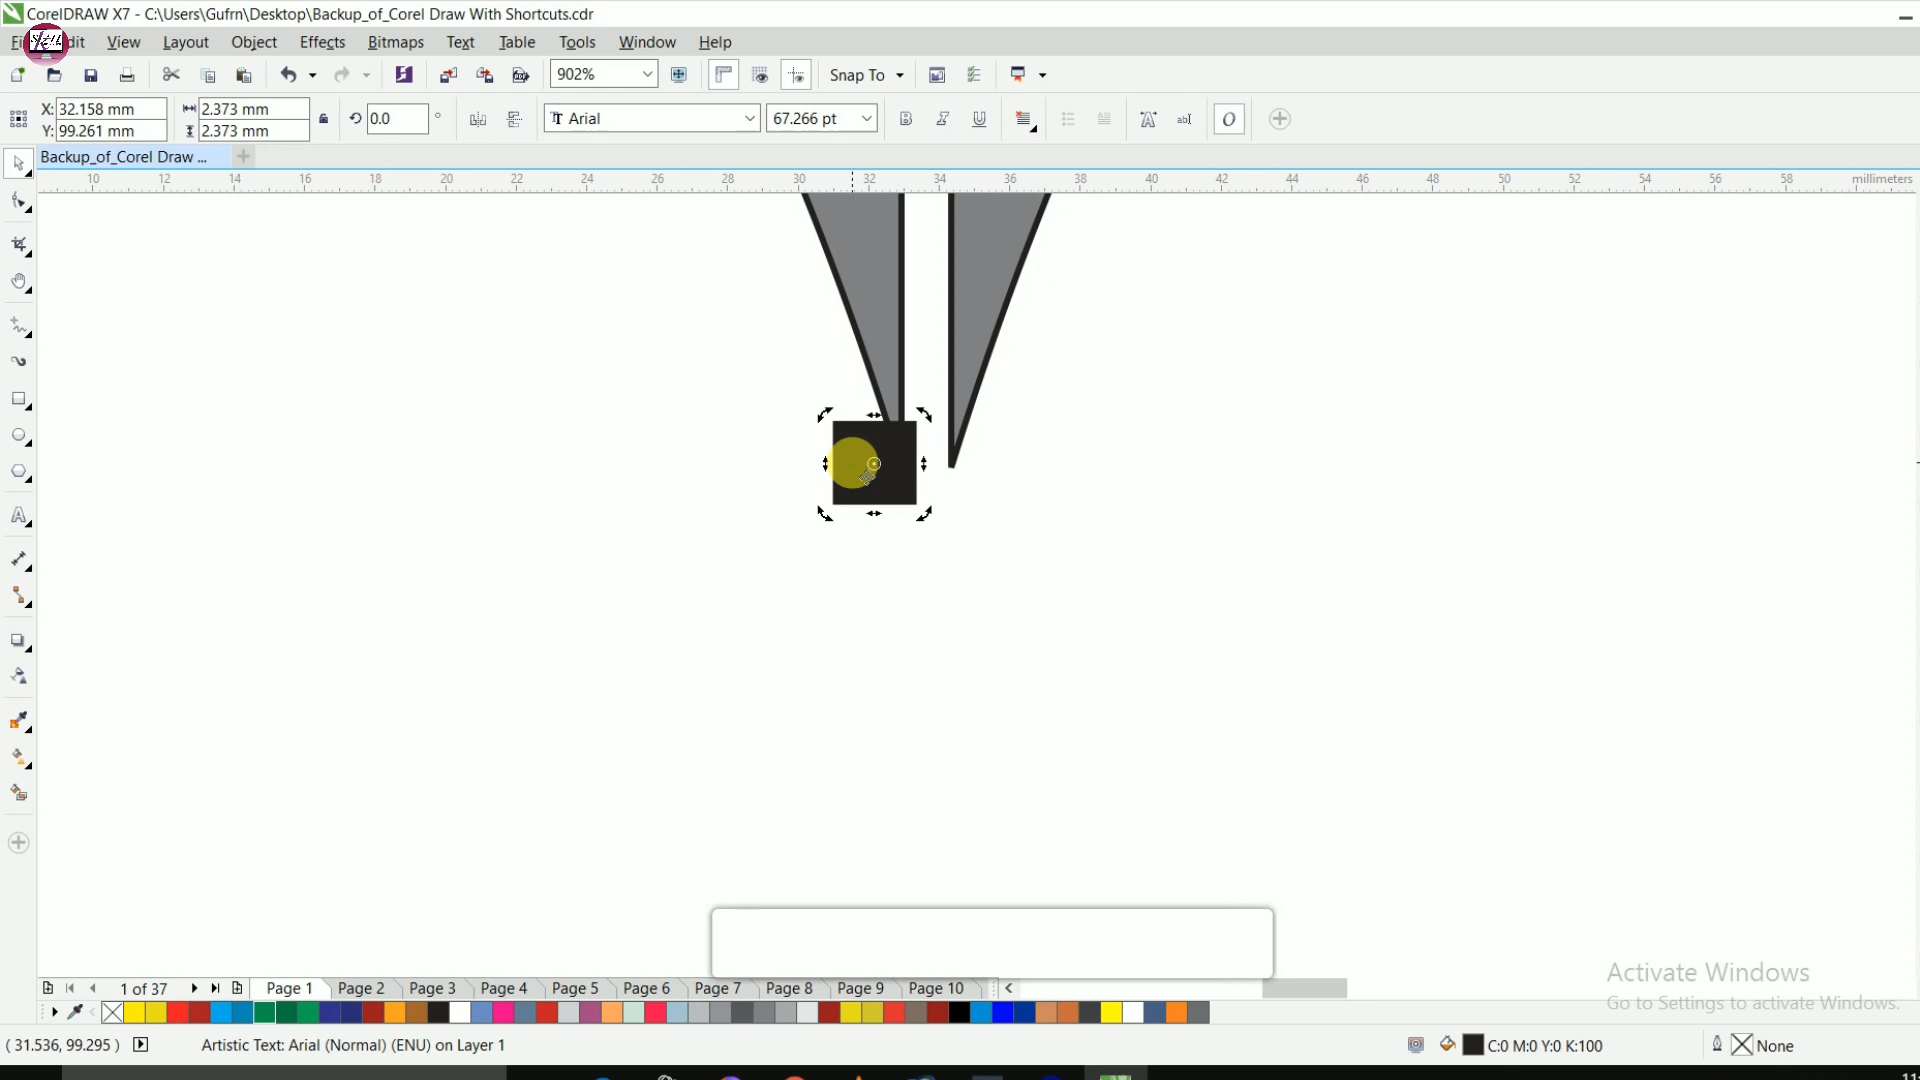 CorelDRAW X7 - C:\Users\Gufrn\Desktop\Backup_of_Corel Draw With Shortcuts.cdr
View Layout Object Effects Bitmaps Text Table Tools Window Help
902% Snap To
X: 32.158 mm 2.373 mm 0.0 ° Arial 67.266 pt
Y: 99.261 mm 2.373 mm
Backup_of_Corel Draw ...
10 12 14 16 18 20 22 24 26 28 30 32 34 36 38 40 42 44 46 48 50 52 54 56 58 millimeters
Activate Windows
Go to Settings to activate Windows.
1 of 37 Page 1 Page 2 Page 3 Page 4 Page 5 Page 6 Page 7 Page 8 Page 9 Page 10
( 31.536, 99.295 ) Artistic Text: Arial (Normal) (ENU) on Layer 1 C:0 M:0 Y:0 K:100 None